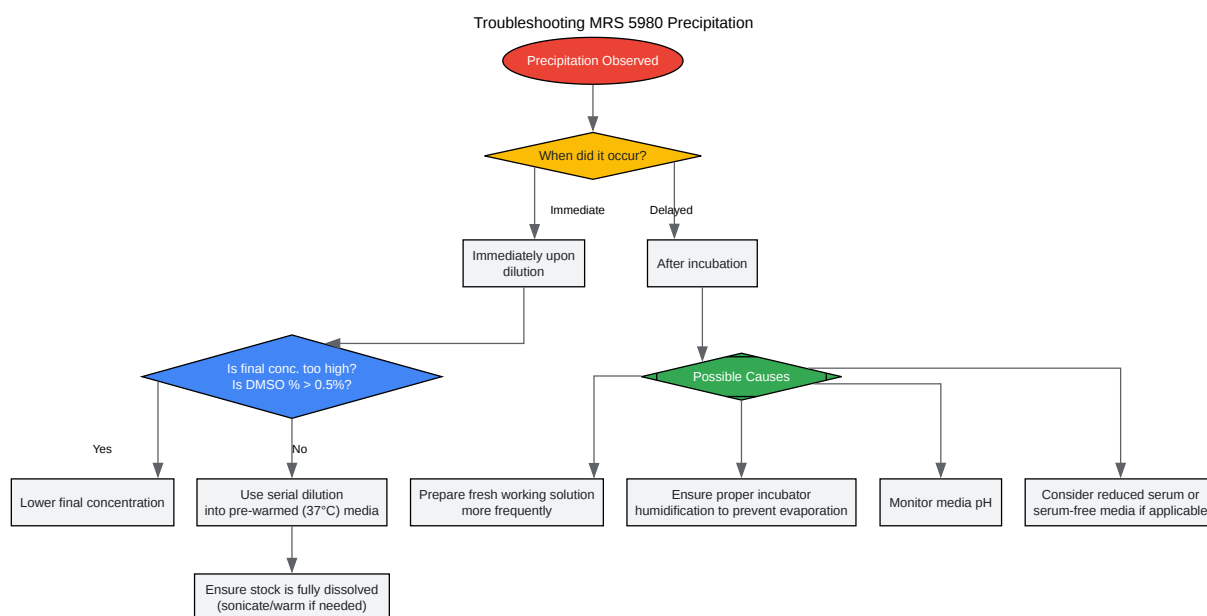 Troubleshooting MRS 5980 Precipitation
Precipitation Observed
When did it occur?
Immediate
Delayed
Immediately upon
dilution
After incubation
Is final conc. too high?
Is DMSO % > 0.5%?
Possible Causes
Yes
No
Lower final concentration
Use serial dilution
into pre-warmed (37°C) media
Prepare fresh working solution
more frequently
Ensure proper incubator
humidification to prevent evaporation
Monitor media pH
Consider reduced serum or
serum-free media if applicable
Ensure stock is fully dissolved
(sonicate/warm if needed)